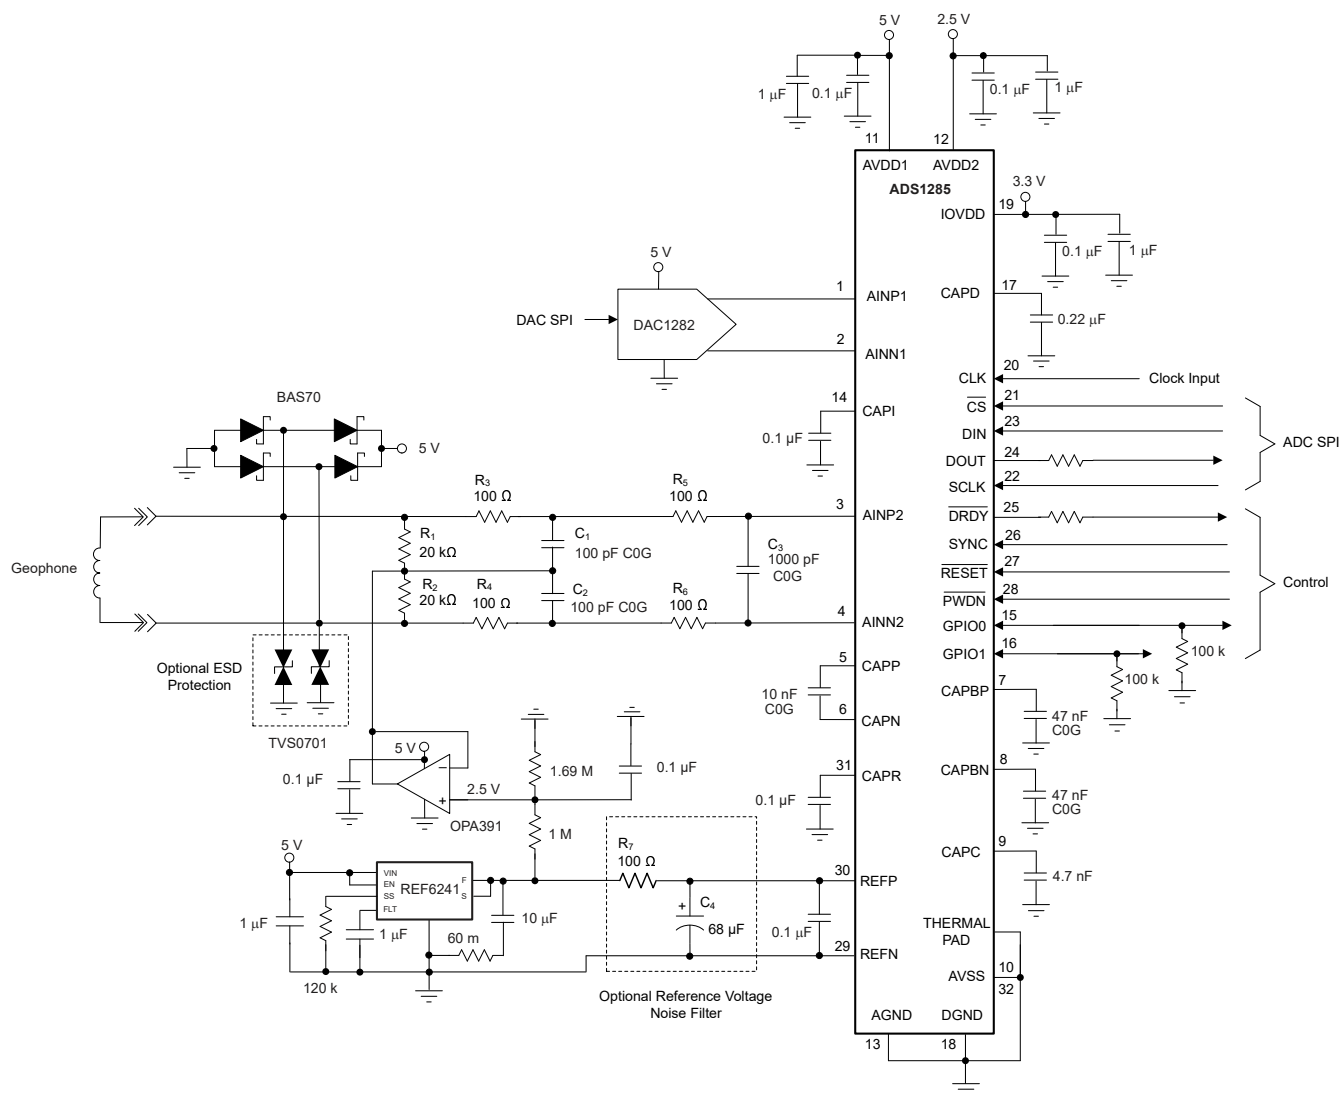 5 V
2.5 V
1 μF
0.1 μF
0.1 μF
1 μF
11
12
AVDD1
AVDD2
ADS1285
3.3 V
IOVDD
19
0.1 μF
1 μF
5 V
DAC SPI
DAC1282
1
AINP1
2
AINN1
CAPD
17
0.22 μF
14
CAPI
0.1 μF
CLK
20
Clock Input
CS
21
DIN
23
DOUT
24
SCLK
22
ADC SPI
DRDY
25
SYNC
26
RESET
27
PWDN
28
GPIO0
15
GPIO1
16
Control
100 k
100 k
BAS70
5 V
Geophone
R1
20 kΩ
R2
20 kΩ
R3
100 Ω
R4
100 Ω
C1
100 pF C0G
C2
100 pF C0G
R5
100 Ω
R6
100 Ω
C3
1000 pF
C0G
3
AINP2
4
AINN2
Optional ESD
Protection
TVS0701
5
CAPP
10 nF
C0G
6
CAPN
CAPBP
7
47 nF
C0G
CAPBN
8
47 nF
C0G
31
CAPR
0.1 μF
5 V
0.1 μF
2.5 V
OPA391
1.69 M
0.1 μF
1 M
CAPC
9
4.7 nF
5 V
VIN
EN
SS
FLT
REF6241
F
S
1 μF
120 k
1 μF
60 m
10 μF
R7
100 Ω
C4
+
68 μF
0.1 μF
Optional Reference Voltage
Noise Filter
30
REFP
29
REFN
THERMAL
PAD
AVSS
10
32
AGND
DGND
13
18